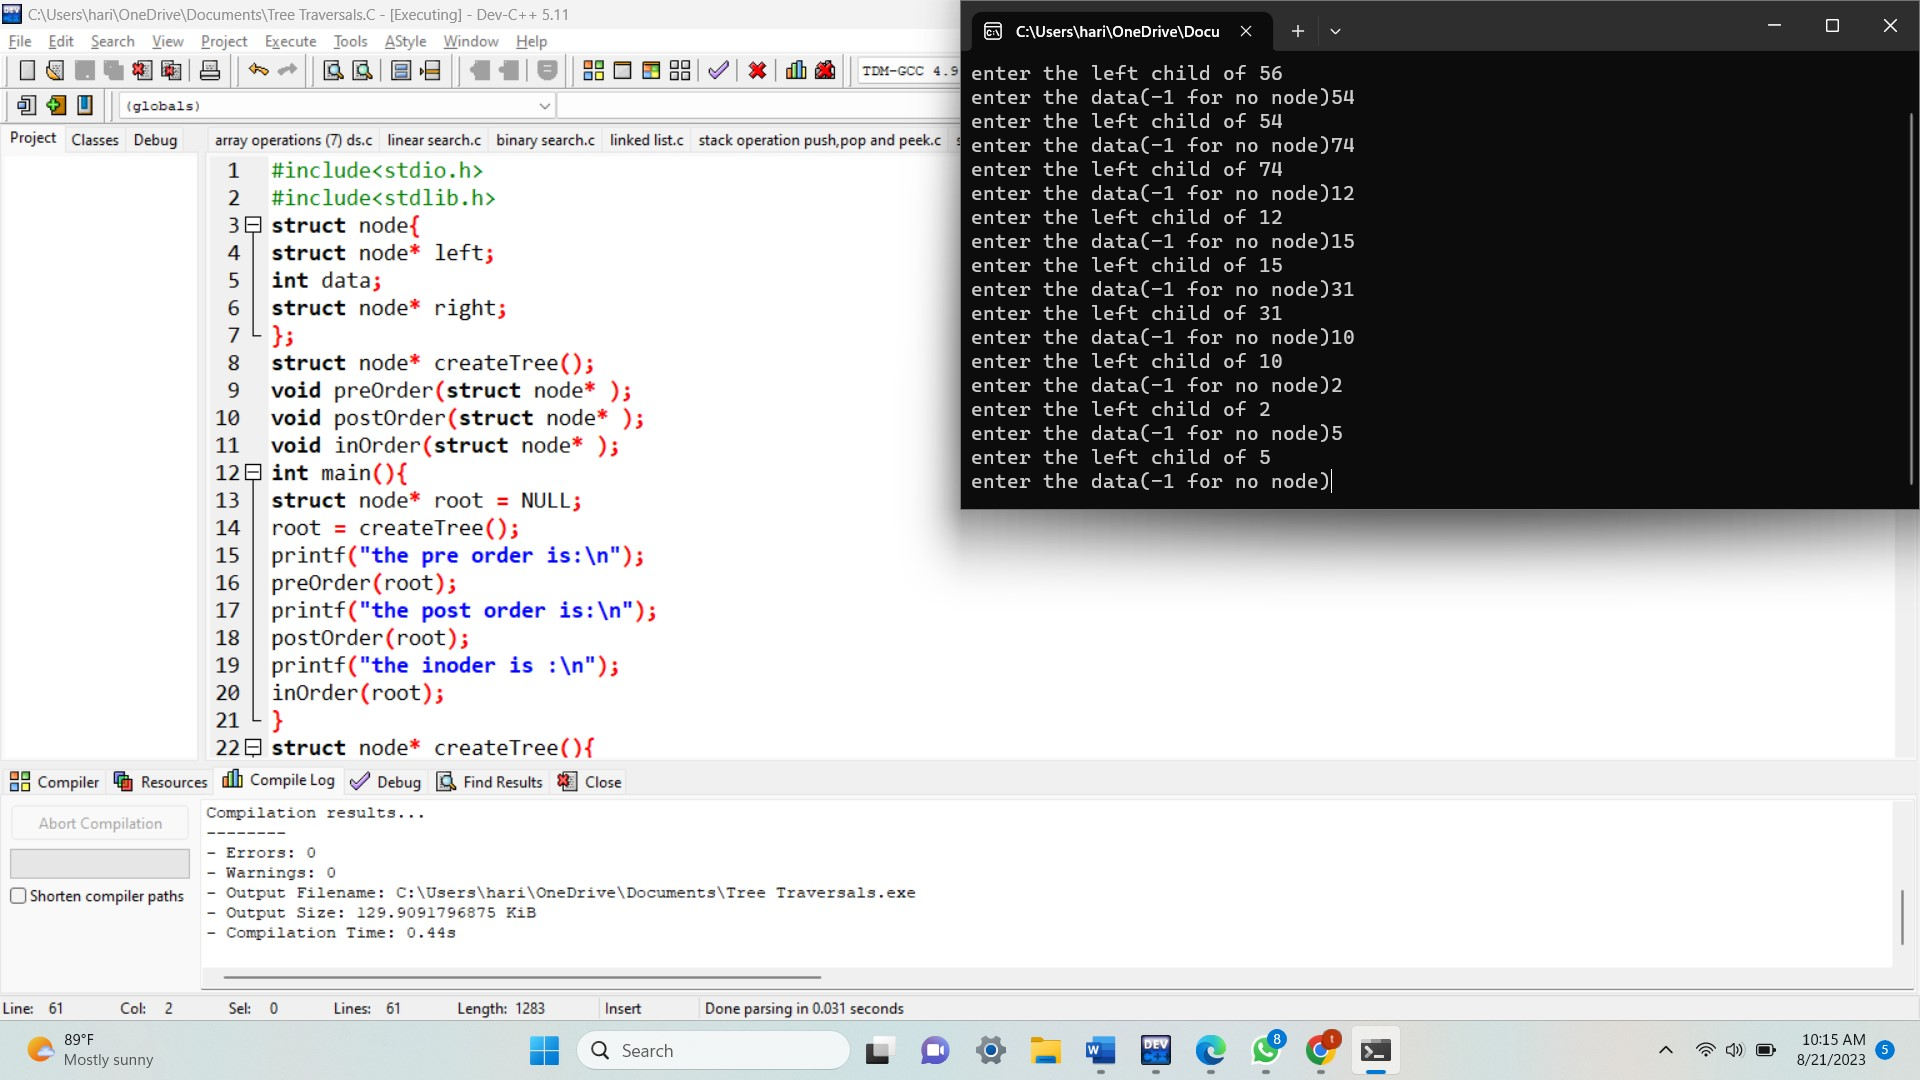 C:\Users\hari\OneDrive\Documents\Tree Traversals.C - [Executing] - Dev-C++ 5.11
File Edit Search View Project Execute Tools AStyle Window Help
TDM-GCC 4.9
(globals)
Project Classes Debug
array operations (7) ds.c linear search.c binary search.c linked list.c stack operation push,pop and peek.c
1 #include<stdio.h>
2 #include<stdlib.h>
3 struct node{
4 struct node* left;
5 int data;
6 struct node* right;
7 };
8 struct node* createTree();
9 void preOrder(struct node* );
10 void postOrder(struct node* );
11 void inOrder(struct node* );
12 int main(){
13 struct node* root = NULL;
14 root = createTree();
15 printf("the pre order is:\n");
16 preOrder(root);
17 printf("the post order is:\n");
18 postOrder(root);
19 printf("the inoder is :\n");
20 inOrder(root);
21 }
22 struct node* createTree(){
C:\Users\hari\OneDrive\Docu
enter the left child of 56
enter the data(-1 for no node)54
enter the left child of 54
enter the data(-1 for no node)74
enter the left child of 74
enter the data(-1 for no node)12
enter the left child of 12
enter the data(-1 for no node)15
enter the left child of 15
enter the data(-1 for no node)31
enter the left child of 31
enter the data(-1 for no node)10
enter the left child of 10
enter the data(-1 for no node)2
enter the left child of 2
enter the data(-1 for no node)5
enter the left child of 5
enter the data(-1 for no node)
Compiler Resources Compile Log Debug Find Results Close
Abort Compilation
Shorten compiler paths
Compilation results...
--------
- Errors: 0
- Warnings: 0
- Output Filename: C:\Users\hari\OneDrive\Documents\Tree Traversals.exe
- Output Size: 129.9091796875 KiB
- Compilation Time: 0.44s
Line: 61 Col: 2 Sel: 0 Lines: 61 Length: 1283 Insert Done parsing in 0.031 seconds
89°F
Mostly sunny
Search
W
DEV C++
8
t
10:15 AM
8/21/2023
5